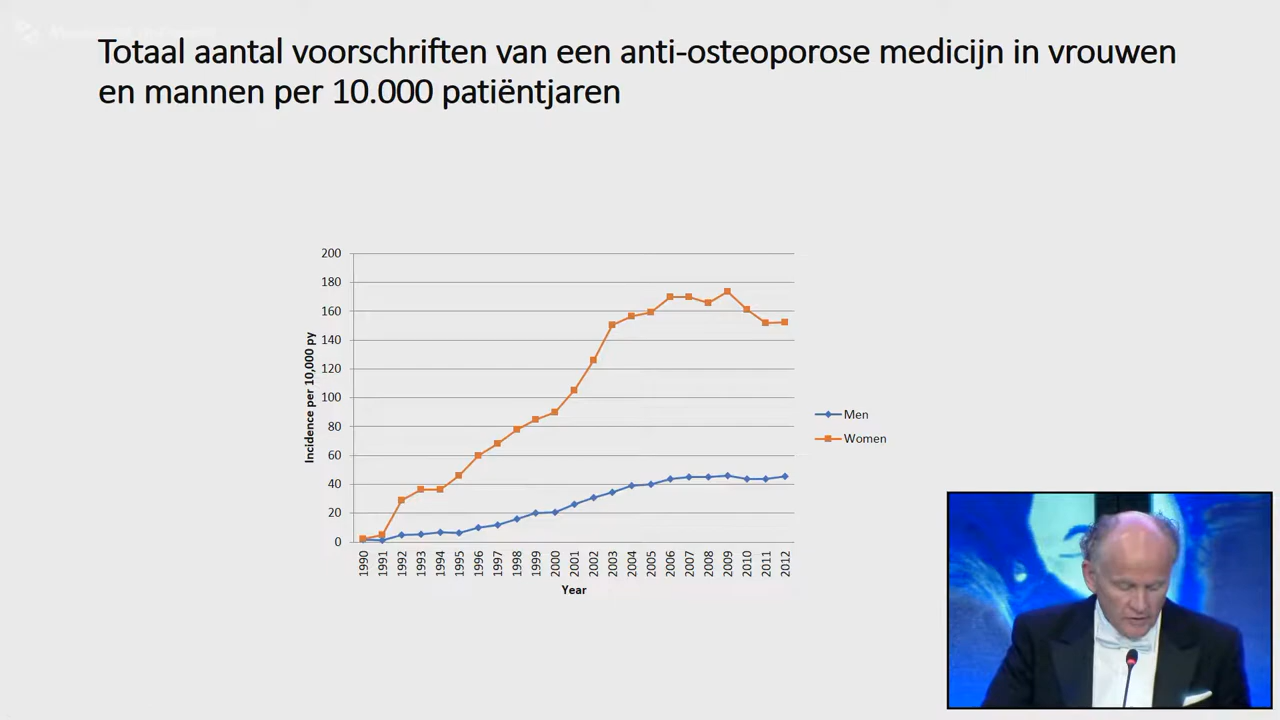 Totaal aantal voorschriften van een anti-osteoporose medicijn in vrouwen
en mannen per 10.000 patiëntjaren
200
180
160
140
120
100
80
60
40
20
0
Incidence per 10,000 py
1990 1991 1992 1993 1994 1995 1996 1997 1998 1999 2000 2001 2002 2003 2004 2005 2006 2007 2008 2009 2010 2011 2012
Year
Men
Women